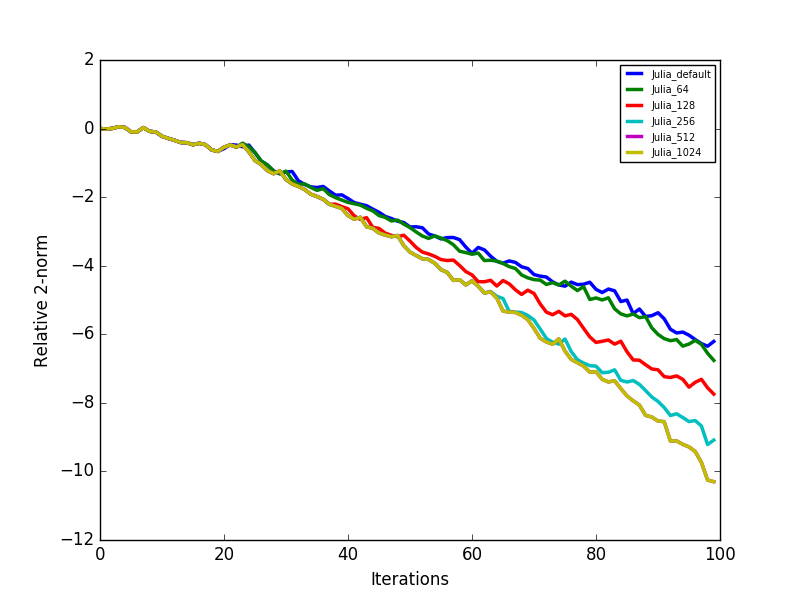 2
0
−2
−4
−6
−8
−10
−12
0 20 40 60 80 100
Relative 2-norm
Iterations
Julia_default
Julia_64
Julia_128
Julia_256
Julia_512
Julia_1024